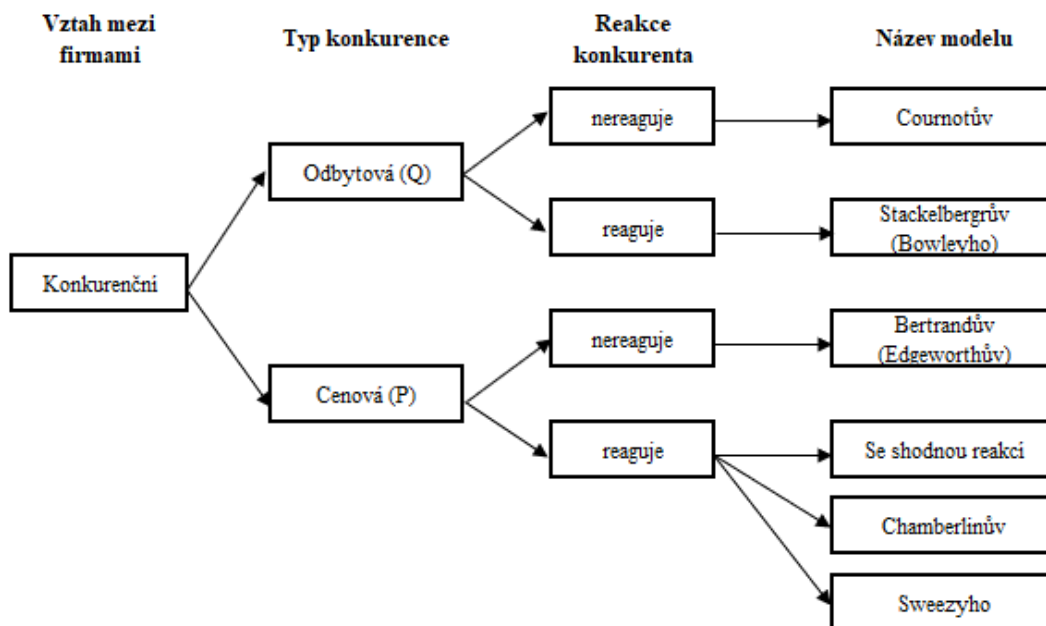 Vztah mezi
firmami
Typ konkurence
Reakce
konkurenta
Název modelu
nereaguje
Cournotův
Odbytová (Q)
reaguje
Stackelbergrův
(Bowleyho)
Konkurenční
nereaguje
Bertrandův
(Edgeworthův)
Cenová (P)
reaguje
Se shodnou reakcí
Chamberlinův
Sweezyho